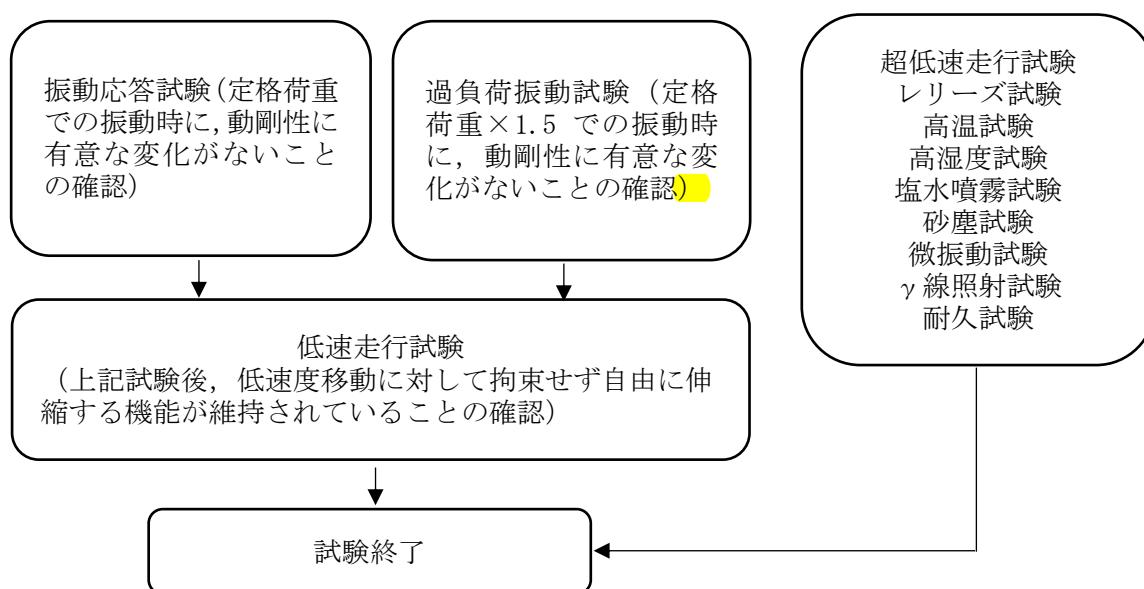 振動応答試験(定格荷重
での振動時に,動剛性に
有意な変化がないこと
の確認)
過負荷振動試験（定格
荷重×1.5 での振動時
に，動剛性に有意な変
化がないことの確認）
超低速走行試験
レリーズ試験
高温試験
高湿度試験
塩水噴霧試験
砂塵試験
微振動試験
γ線照射試験
耐久試験
低速走行試験
（上記試験後，低速度移動に対して拘束せず自由に伸
縮する機能が維持されていることの確認）
試験終了